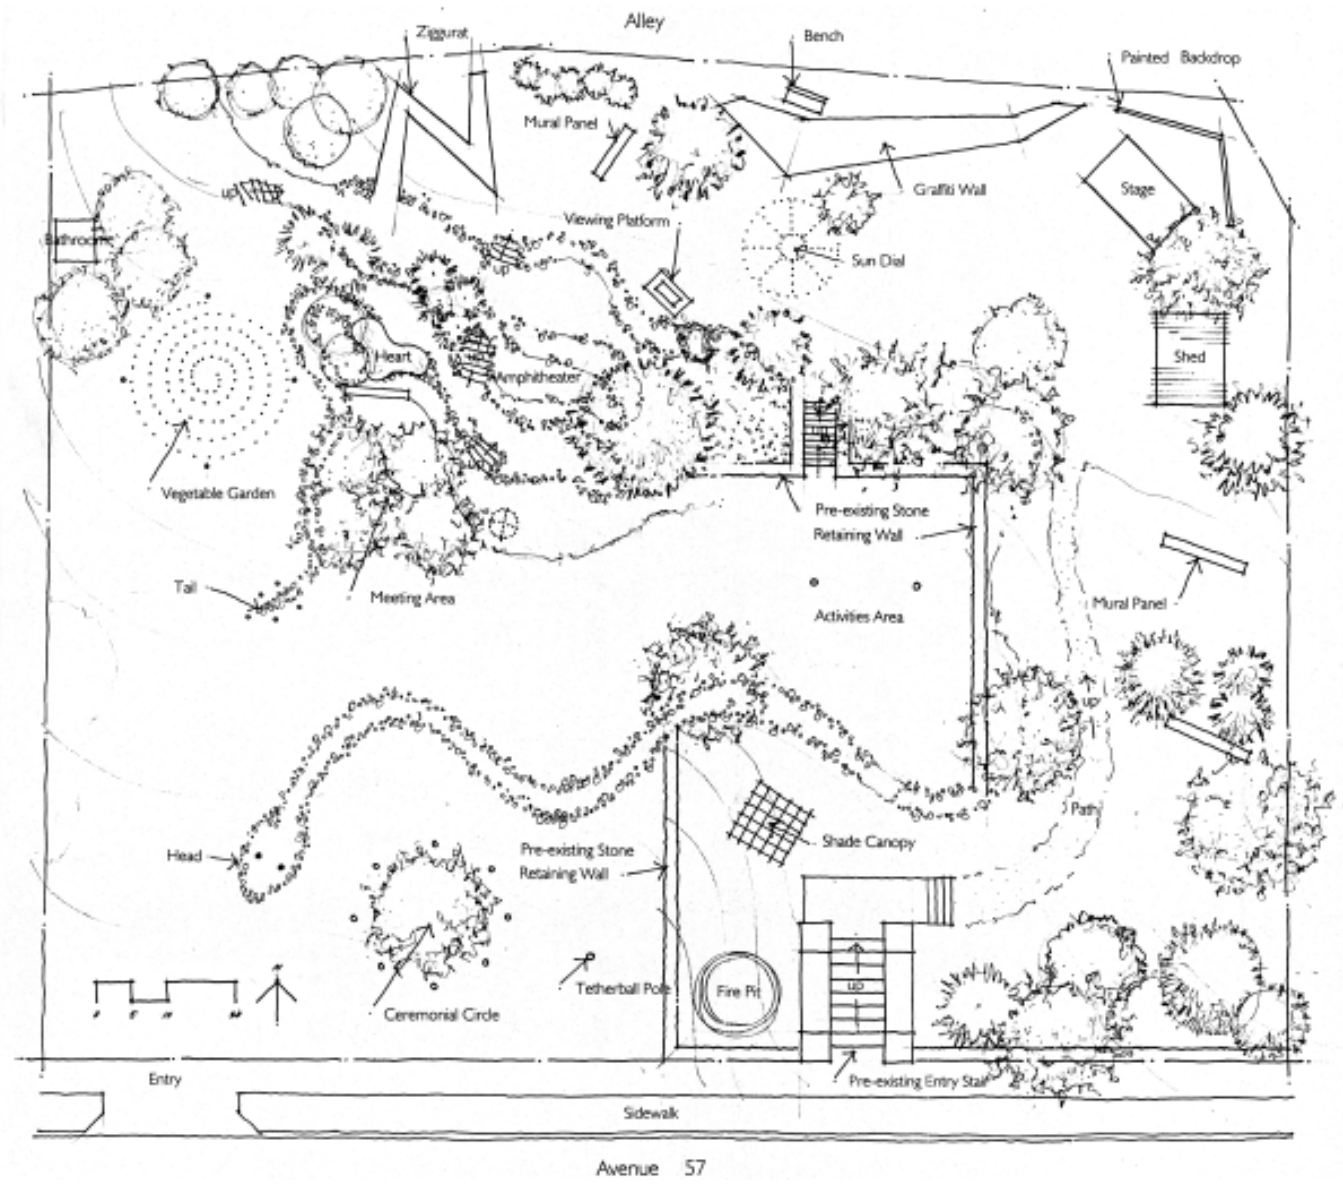 Alley
Ziggurat
Bench
Painted Backdrop
Mural Panel
Graffiti Wall
Stage
up
Viewing Platform
Bathroom
Sun Dial
up
Heart
Shed
Amphitheater
Vegetable Garden
Pre-existing Stone
Retaining Wall
Tail
Meeting Area
Activities Area
Mural Panel
up
Path
Head
Pre-existing Stone
Retaining Wall
Shade Canopy
Tetherball Pole
Fire Pit
up
Ceremonial Circle
Entry
Pre-existing Entry Stair
Sidewalk
Avenue 57